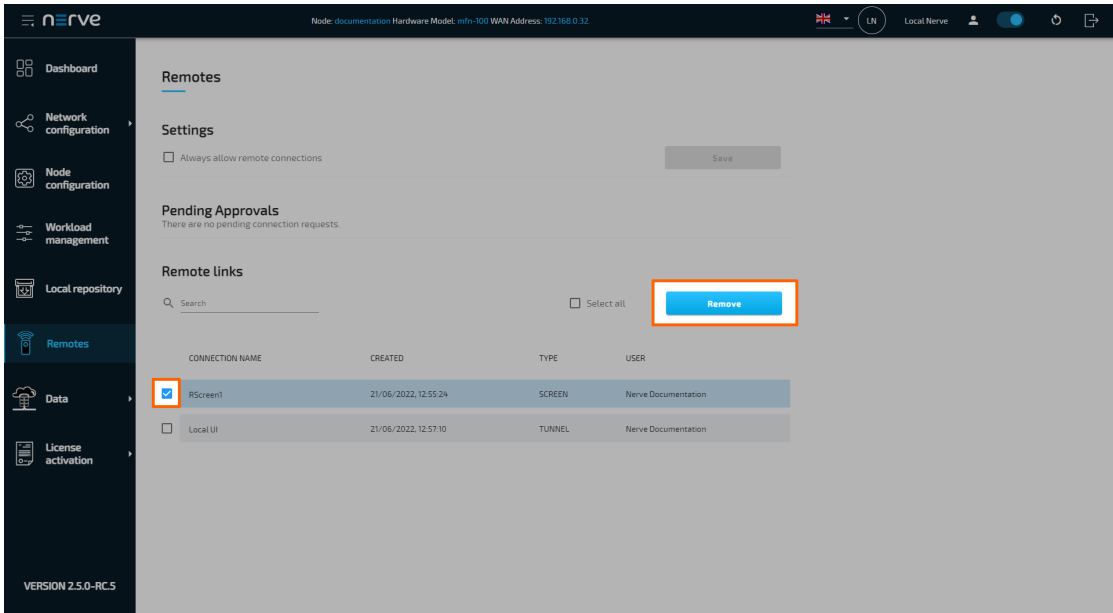 nerve
Node: documentation Hardware Model: mfn-100 WAN Address: 192.168.0.32
LN
Local Nerve
Dashboard
Network
configuration
Node
configuration
Workload
management
Local repository
Remotes
Data
License
activation
VERSION 2.5.0-RC.5
Remotes
Settings
Always allow remote connections
Save
Pending Approvals
There are no pending connection requests.
Remote links
Search
Select all
Remove
CONNECTION NAME CREATED TYPE USER
RScreen1 21/06/2022, 12:55:24 SCREEN Nerve Documentation
Local UI 21/06/2022, 12:57:10 TUNNEL Nerve Documentation